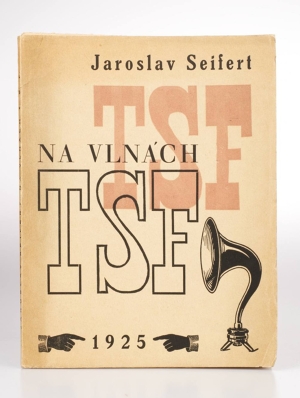 Jaroslav Seifert
TSF
NA VLNÁCH
TSF
1925